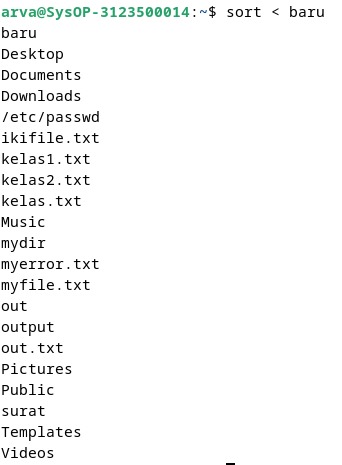 arva@SysOP-3123500014:~$ sort < baru
baru
Desktop
Documents
Downloads
/etc/passwd
ikifile.txt
kelas1.txt
kelas2.txt
kelas.txt
Music
mydir
myerror.txt
myfile.txt
out
output
out.txt
Pictures
Public
surat
Templates
Videos